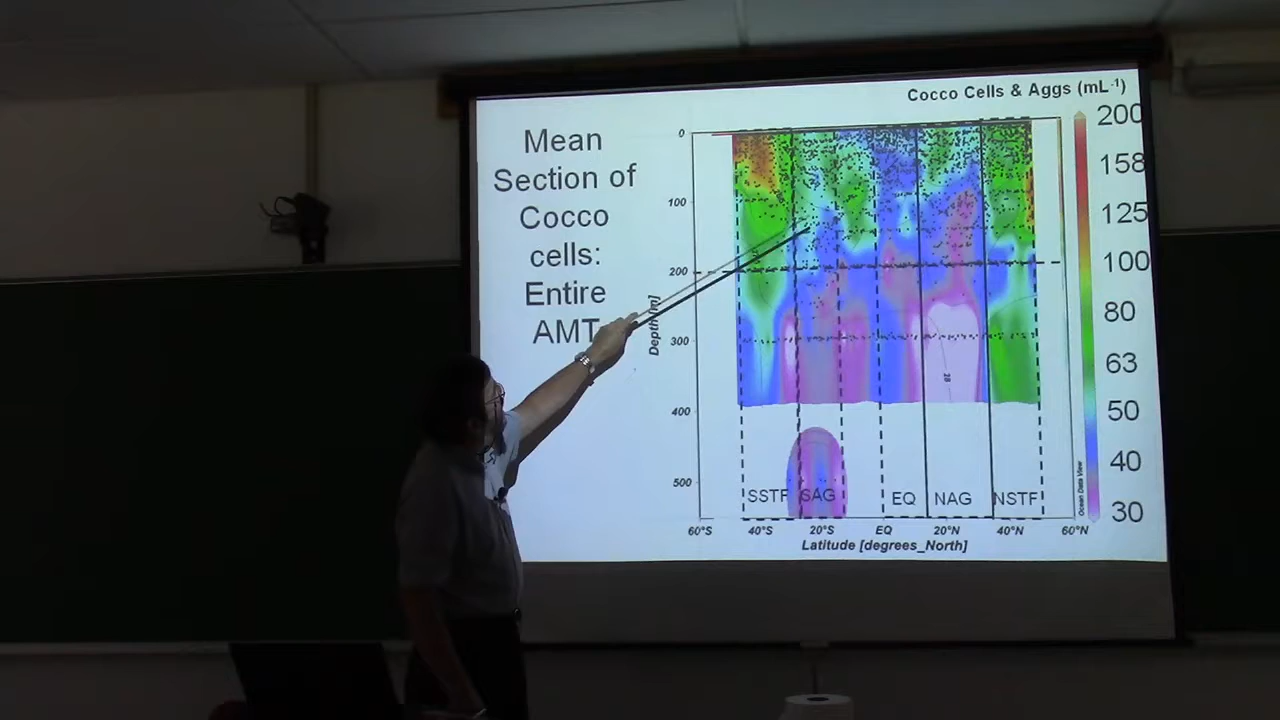 Cocco Cells & Aggs (mL-1)
Mean
Section of
Cocco
cells:
Entire
AMT
Depth [m]
0
100
200
300
400
500
28
SSTF SAG EQ NAG NSTF
60°S 40°S 20°S EQ 20°N 40°N 60°N
Latitude [degrees_North]
Ocean Data View
200
158
125
100
80
63
50
40
30